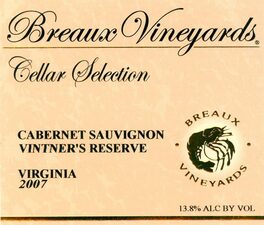 Breaux Vineyards®
Cellar Selection
CABERNET SAUVIGNON
VINTNER'S RESERVE
VIRGINIA
2007
BREAUX
VINEYARDS
13.8% ALC BY VOL